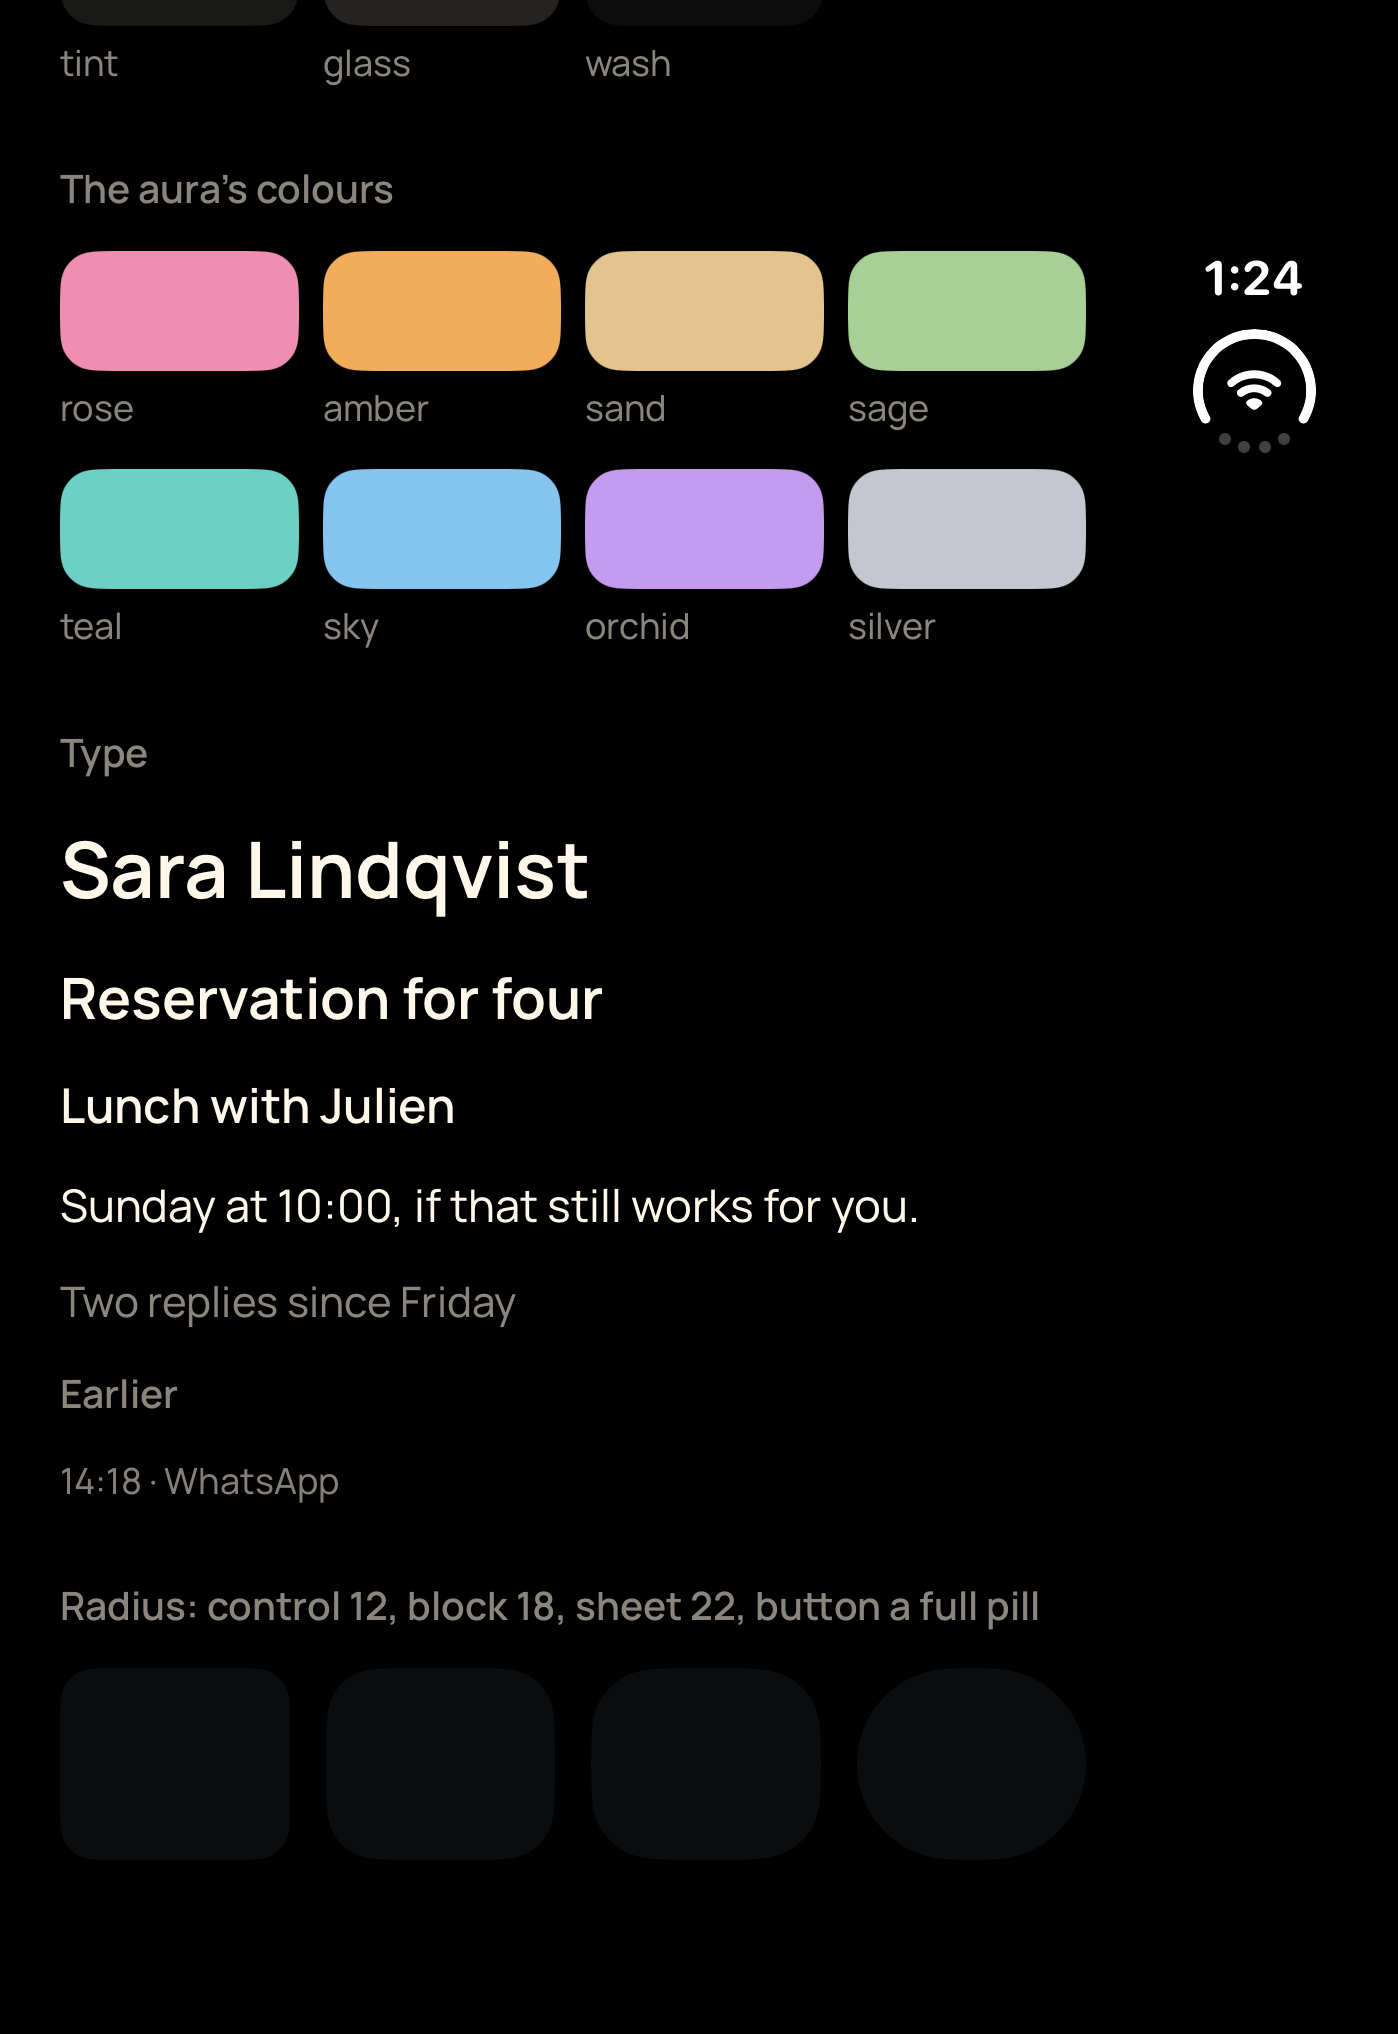 tint glass wash
The aura’s colours
1:24
rose amber sand sage
teal sky orchid silver
Type
Sara Lindqvist
Reservation for four
Lunch with Julien
Sunday at 10:00, if that still works for you.
Two replies since Friday
Earlier
14:18 · WhatsApp
Radius: control 12, block 18, sheet 22, button a full pill